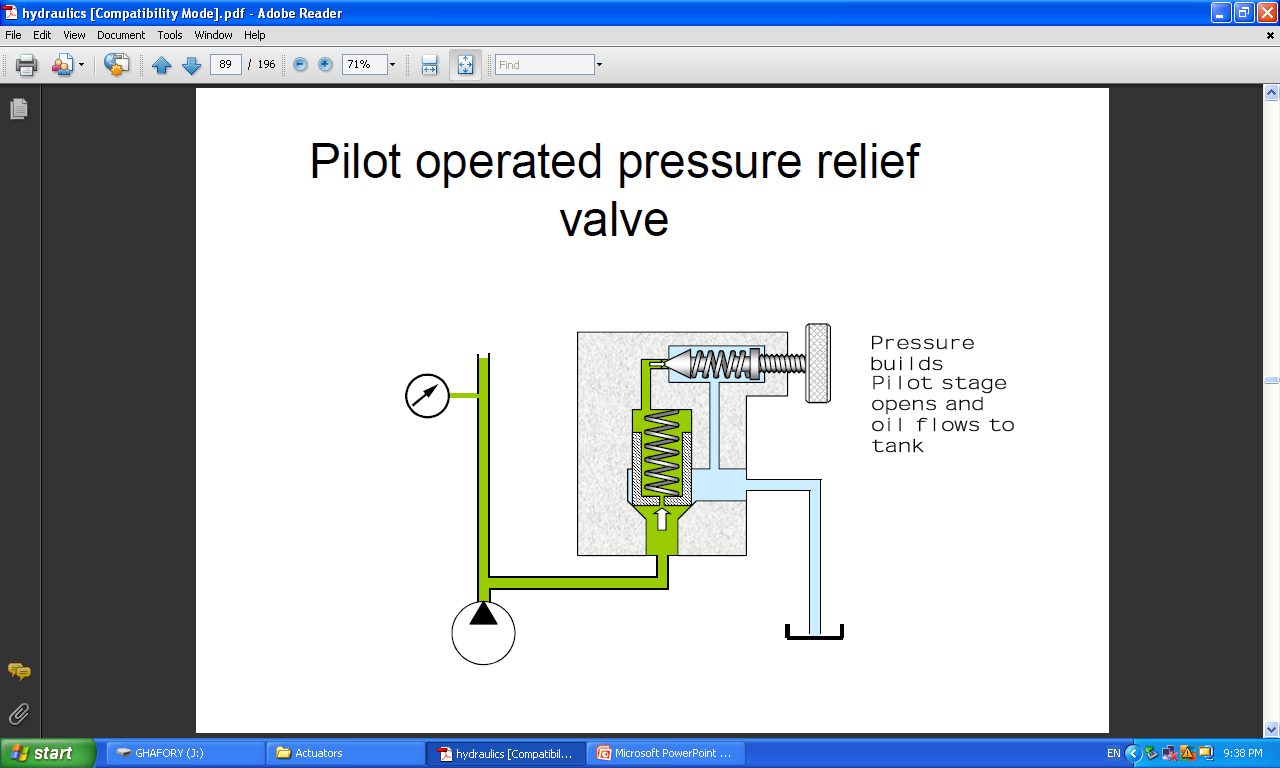 hydraulics [Compatibility Mode].pdf - Adobe Reader
File Edit View Document Tools Window Help
89 / 196 71% Find
Pilot operated pressure relief
valve
Pressure
builds
Pilot stage
opens and
oil flows to
tank
start GHAFORY (J:) Actuators hydraulics [Compatibil... Microsoft PowerPoint ... EN 9:38 PM